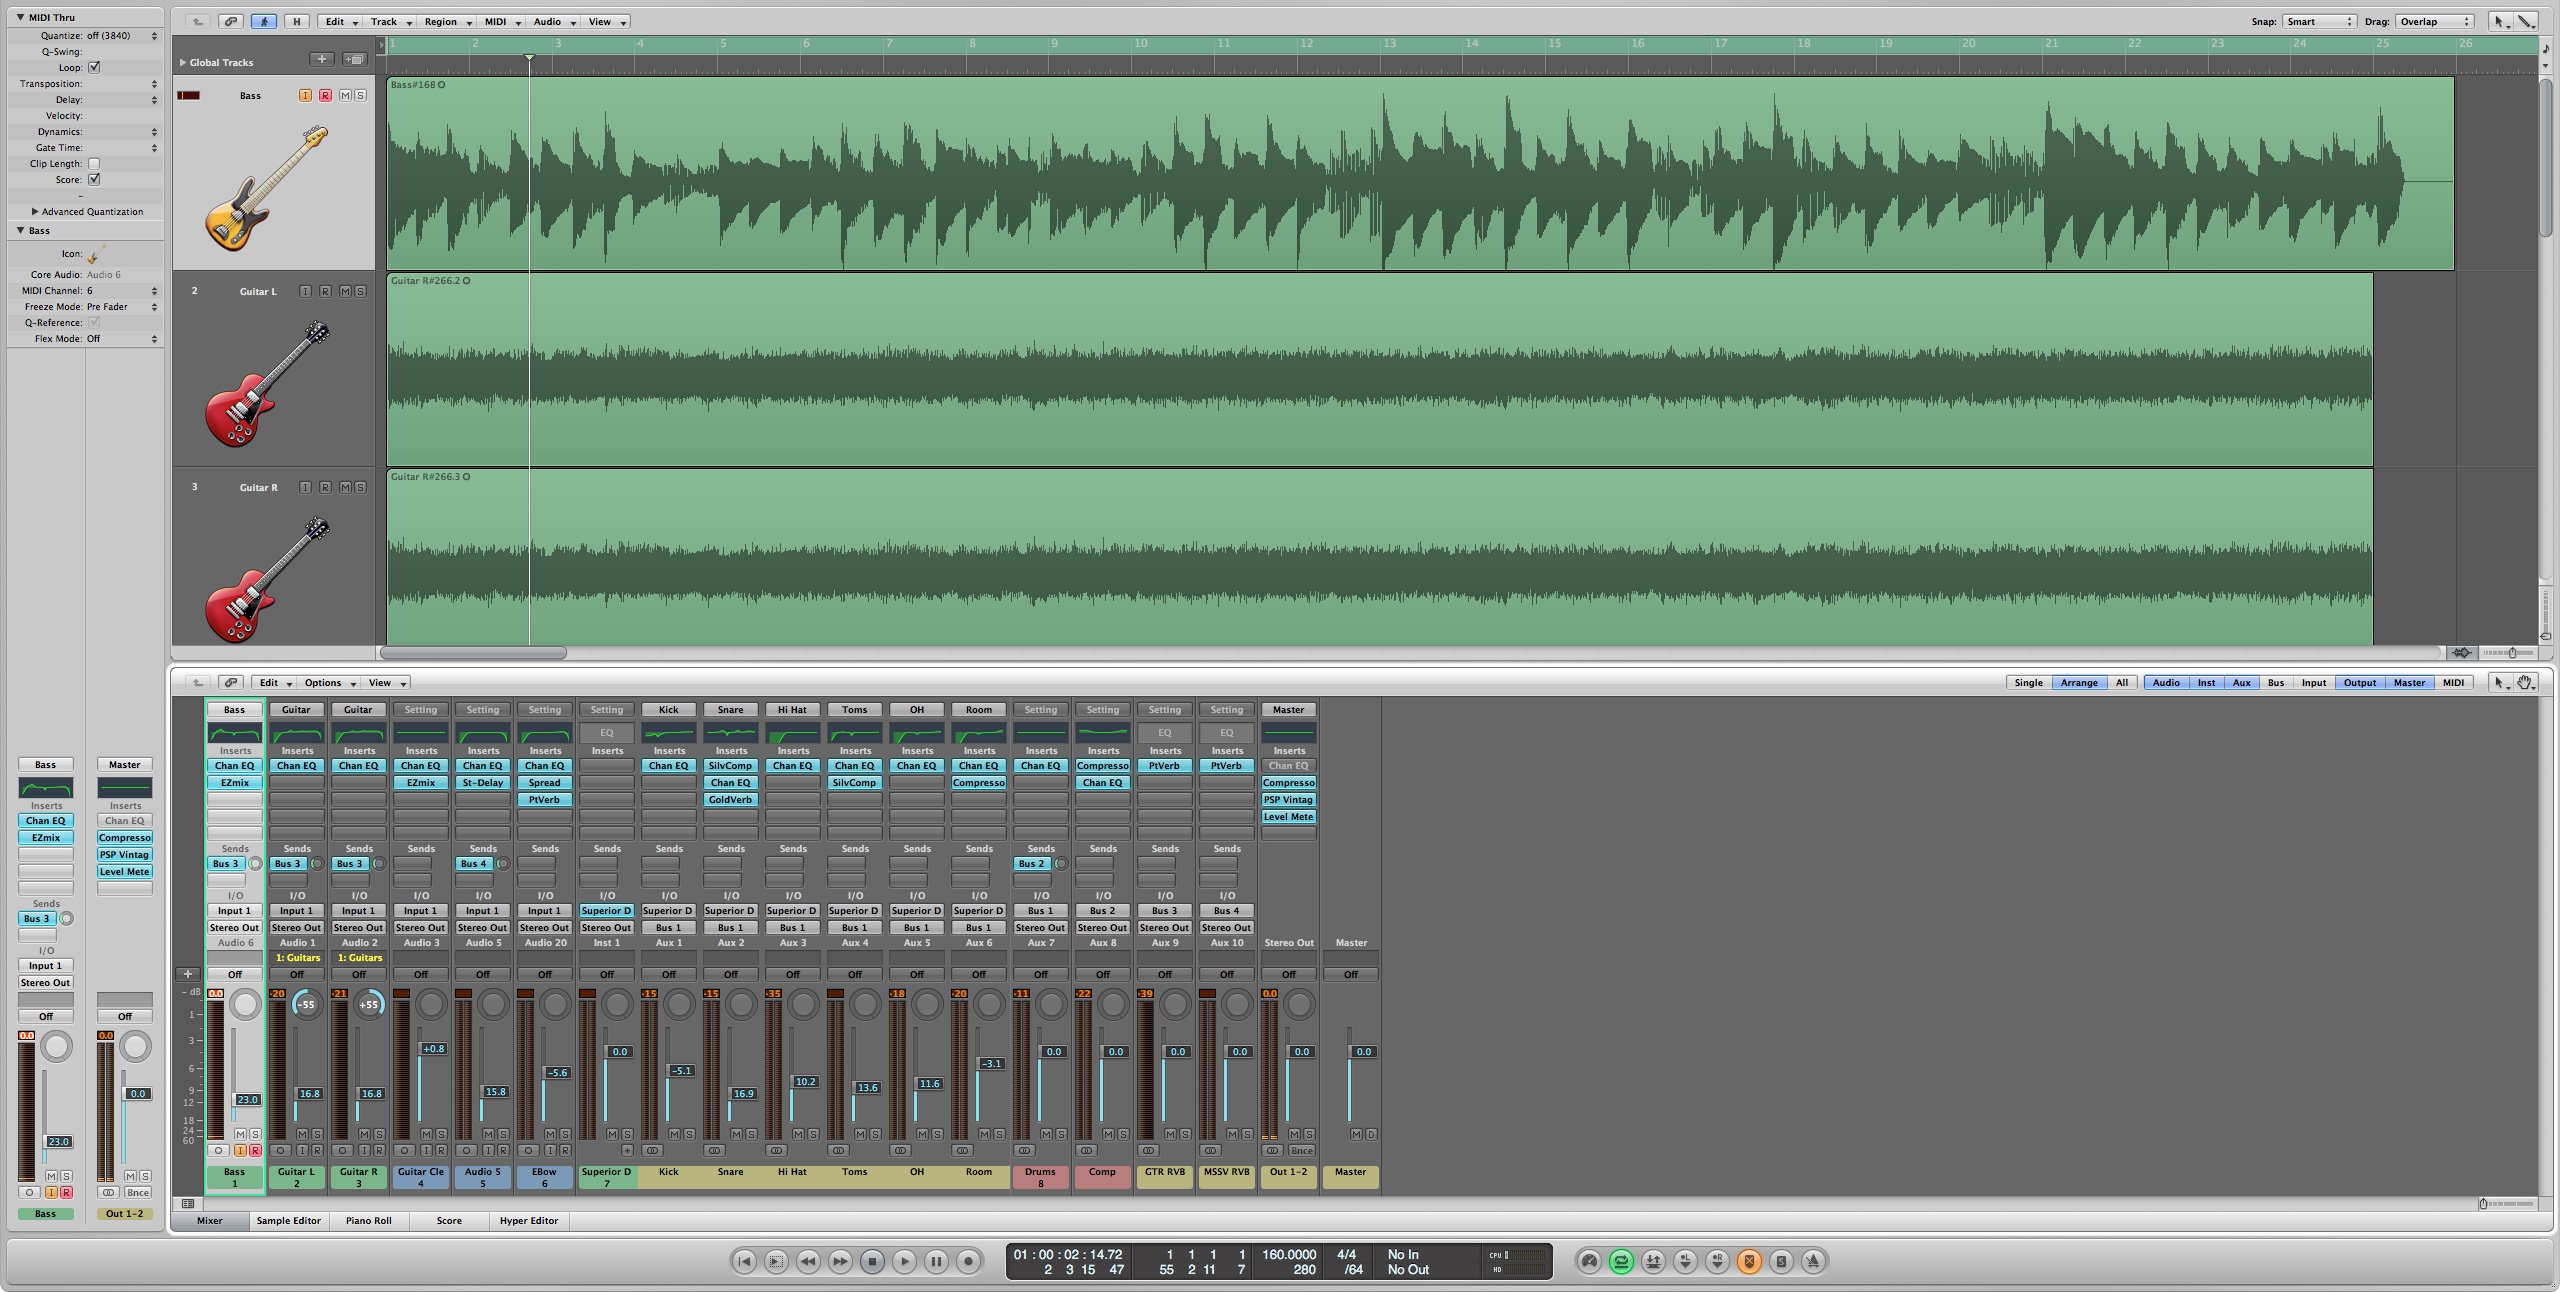 MIDI Thru
Quantize: off (3840)
Q-Swing:
Loop:
Transposition:
Delay:
Velocity:
Dynamics:
Gate Time:
Clip Length:
Score:
-
Advanced Quantization
Bass
Icon:
Core Audio: Audio 6
MIDI Channel: 6
Freeze Mode: Pre Fader
Q-Reference:
Flex Mode: Off
H Edit Track Region MIDI Audio View Snap: Smart Drag: Overlap
Global Tracks
1 2 3 4 5 6 7 8 9 10 11 12 13 14 15 16 17 18 19 20 21 22 23 24 25 26
Bass I R M S
Bass#168
2 Guitar L I R M S
Guitar R#266.2
3 Guitar R I R M S
Guitar R#266.3
Edit Options View Single Arrange All Audio Inst Aux Bus Input Output Master MIDI
Bass Guitar Guitar Setting Setting Setting Setting Kick Snare Hi Hat Toms OH Room Setting Setting Setting Setting Master
EQ EQ EQ
Inserts Inserts Inserts Inserts Inserts Inserts Inserts Inserts Inserts Inserts Inserts Inserts Inserts Inserts Inserts Inserts Inserts Inserts
Chan EQ Chan EQ Chan EQ Chan EQ Chan EQ Chan EQ Chan EQ SilvComp Chan EQ Chan EQ Chan EQ Chan EQ Chan EQ Compresso PtVerb PtVerb Chan EQ
EZmix EZmix St-Delay Spread Chan EQ SilvComp Compresso Chan EQ Compresso
PtVerb GoldVerb PSP Vintag
Level Mete
Sends Sends Sends Sends Sends Sends Sends Sends Sends Sends Sends Sends Sends Sends Sends Sends Sends
Bus 3 Bus 3 Bus 3 Bus 4 Bus 2
I/O I/O I/O I/O I/O I/O I/O I/O I/O I/O I/O I/O I/O I/O I/O I/O I/O
Input 1 Input 1 Input 1 Input 1 Input 1 Input 1 Superior D Superior D Superior D Superior D Superior D Superior D Superior D Bus 1 Bus 2 Bus 3 Bus 4
Stereo Out Stereo Out Stereo Out Stereo Out Stereo Out Stereo Out Stereo Out Bus 1 Bus 1 Bus 1 Bus 1 Bus 1 Bus 1 Stereo Out Stereo Out Stereo Out Stereo Out
Audio 6 Audio 1 Audio 2 Audio 3 Audio 5 Audio 20 Inst 1 Aux 1 Aux 2 Aux 3 Aux 4 Aux 5 Aux 6 Aux 7 Aux 8 Aux 9 Aux 10 Stereo Out Master
1: Guitars 1: Guitars
Off Off Off Off Off Off Off Off Off Off Off Off Off Off Off Off Off Off Off
- dB 0.0 -20 -55 -21 +55 -15 -15 -35 -18 -20 -11 -22 -39 0.0
1
3
6
9
12
18
24
60
23.0 16.8 16.8 +0.8 15.8 -5.6 0.0 -5.1 16.9 10.2 13.6 11.6 -3.1 0.0 0.0 0.0 0.0 0.0 0.0
M S M S M S M S M S M S M S M S M S M S M S M S M S M S M S M S M S M S M D
I R I R I R I R I R I R Bnce
Bass Guitar L Guitar R Guitar Cle Audio 5 EBow Superior D Kick Snare Hi Hat Toms OH Room Drums Comp GTR RVB MSSV RVB Out 1-2 Master
1 2 3 4 5 6 7 8
Bass Master
Inserts Inserts
Chan EQ Chan EQ
EZmix Compresso
PSP Vintag
Level Mete
Sends
Bus 3
I/O
Input 1
Stereo Out
Off Off
0.0 0.0
23.0 0.0
M S M S
I R Bnce
Bass Out 1-2
Mixer Sample Editor Piano Roll Score Hyper Editor
01 : 00 : 02 : 14.72 1 1 1 1 160.0000 4/4 No In CPU
2 3 15 47 55 2 11 7 280 /64 No Out HD